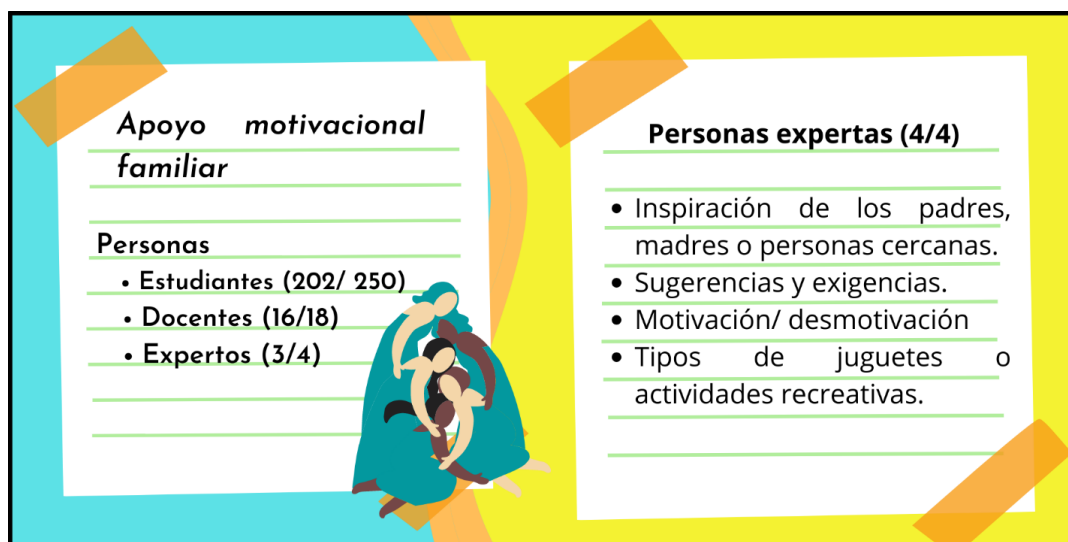 Apoyo motivacional
familiar
Personas
• Estudiantes (202/ 250)
• Docentes (16/18)
• Expertos (3/4)
Personas expertas (4/4)
• Inspiración de los padres,
madres o personas cercanas.
• Sugerencias y exigencias.
• Motivación/ desmotivación
• Tipos de juguetes o
actividades recreativas.